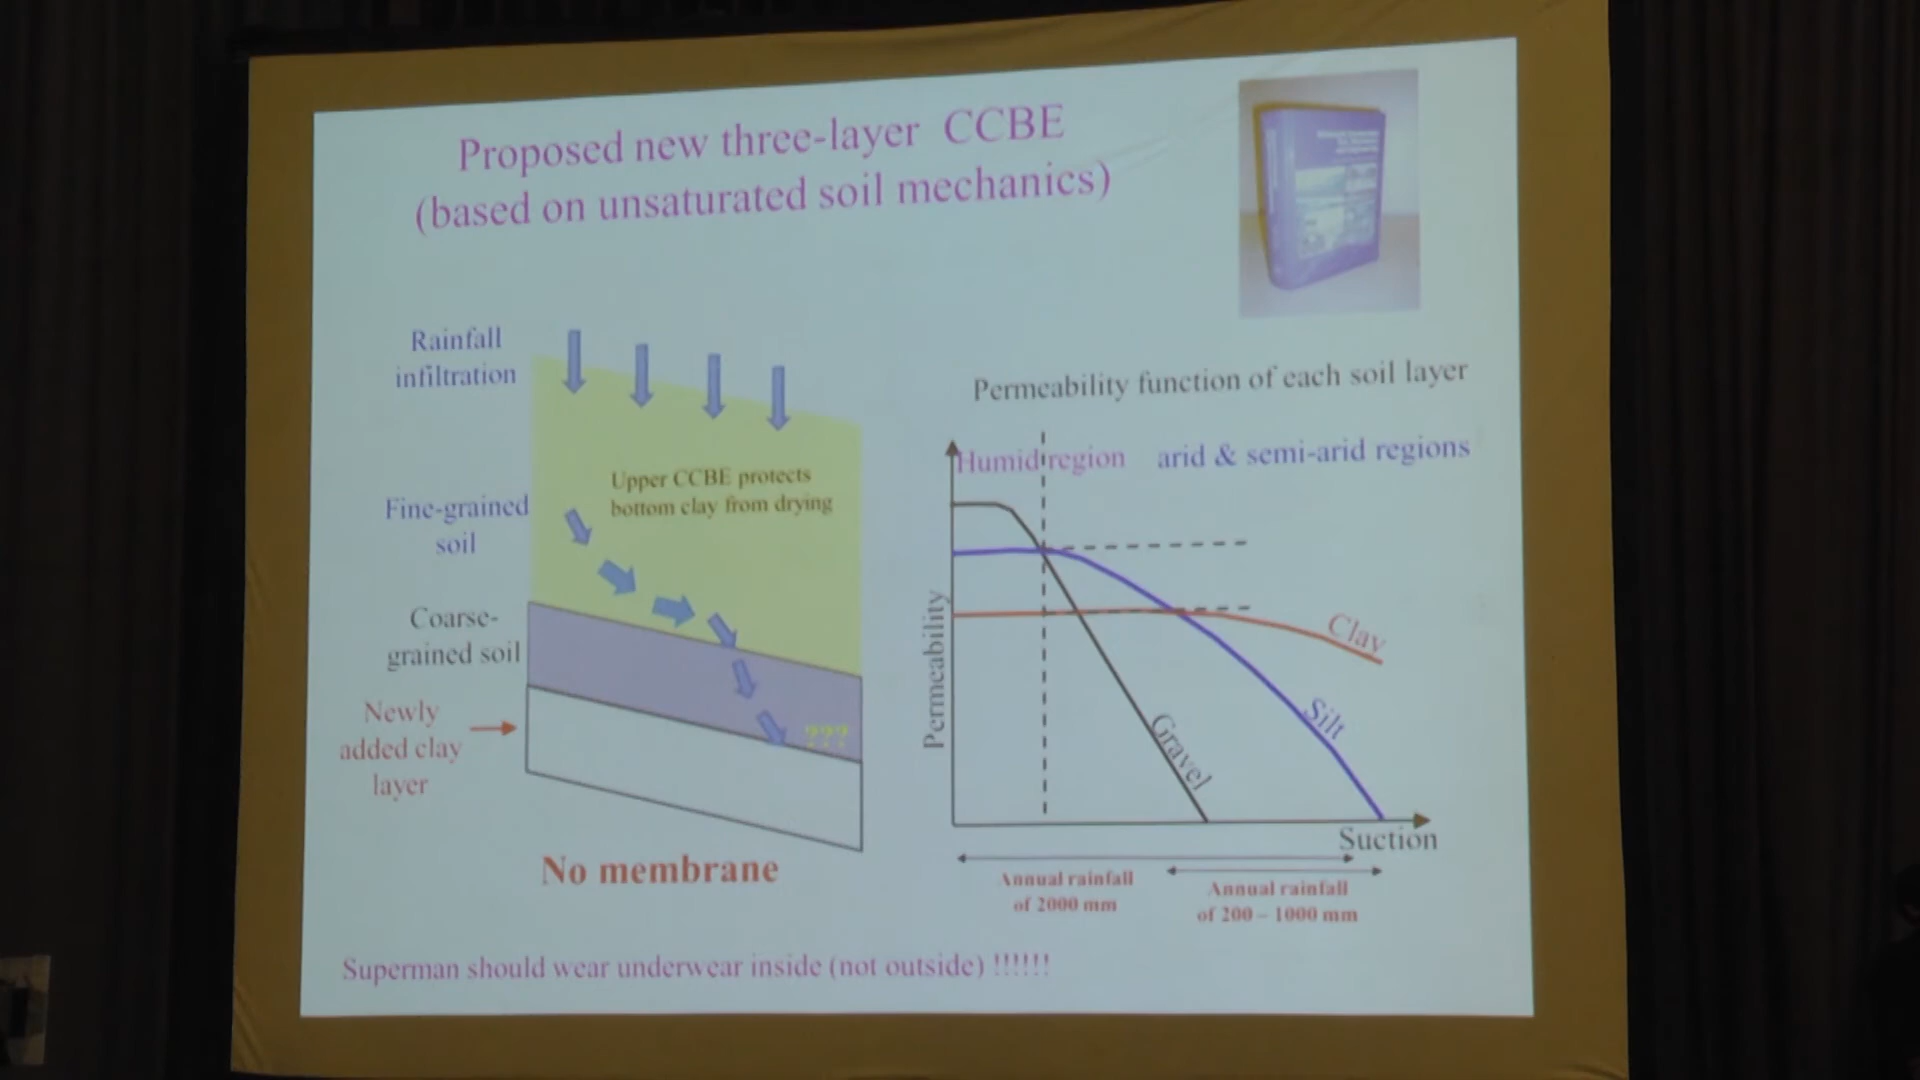 Proposed new three-layer CCBE
(based on unsaturated soil mechanics)
Rainfall
infiltration
Upper CCBE protects
bottom clay from drying
Fine-grained
soil
Coarse-
grained soil
Newly
added clay
layer
???
No membrane
Permeability function of each soil layer
Humid region arid & semi-arid regions
Permeability
Clay
Silt
Gravel
Suction
Annual rainfall
of 2000 mm
Annual rainfall
of 200 – 1000 mm
Superman should wear underwear inside (not outside) !!!!!!